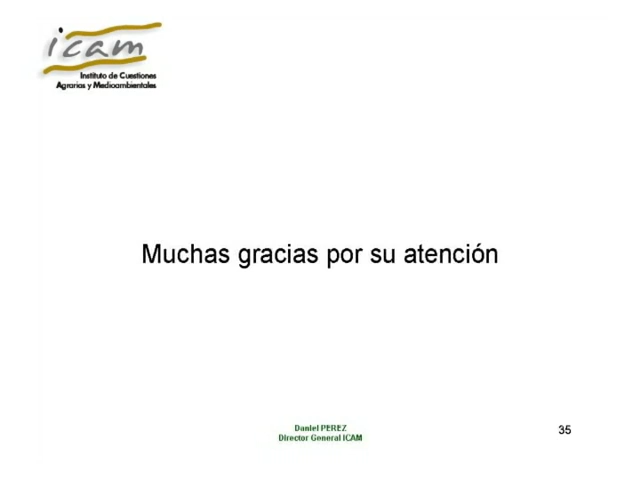 icam
Instituto de Cuestiones
Agrarias y Medioambientales
Muchas gracias por su atención
Daniel PEREZ
Director General ICAM
35